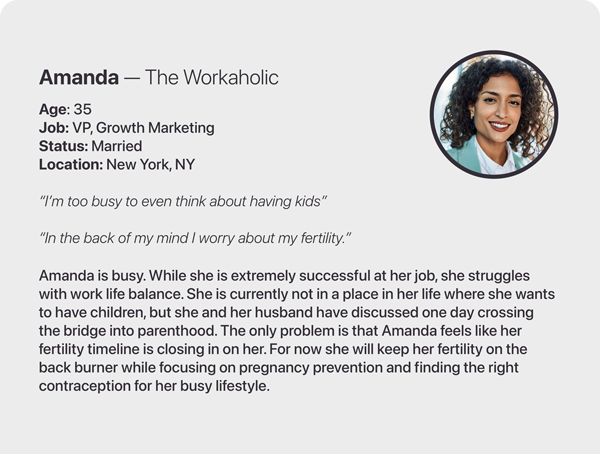 Amanda — The Workaholic
Age: 35
Job: VP, Growth Marketing
Status: Married
Location: New York, NY
“I’m too busy to even think about having kids”
“In the back of my mind I worry about my fertility.”
Amanda is busy. While she is extremely successful at her job, she struggles
with work life balance. She is currently not in a place in her life where she wants
to have children, but she and her husband have discussed one day crossing
the bridge into parenthood. The only problem is that Amanda feels like her
fertility timeline is closing in on her. For now she will keep her fertility on the
back burner while focusing on pregnancy prevention and finding the right
contraception for her busy lifestyle.